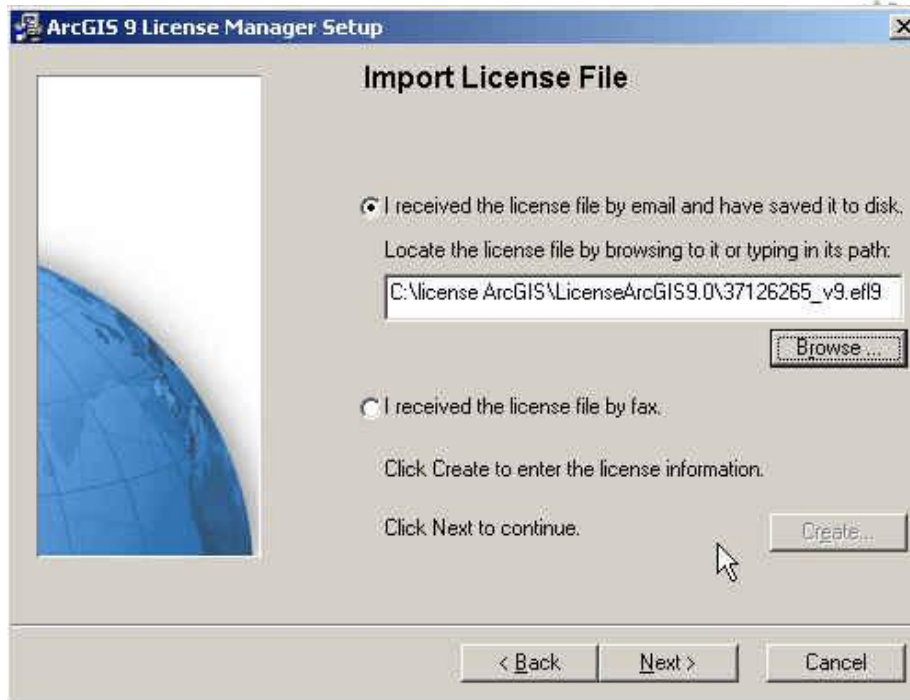 ArcGIS 9 License Manager Setup
Import License File
I received the license file by email and have saved it to disk.
Locate the license file by browsing to it or typing in its path:
C:\license ArcGIS\LicenseArcGIS9.0\37126265_v9.efl9
Browse ...
I received the license file by fax.
Click Create to enter the license information.
Click Next to continue.
Create...
< Back
Next >
Cancel